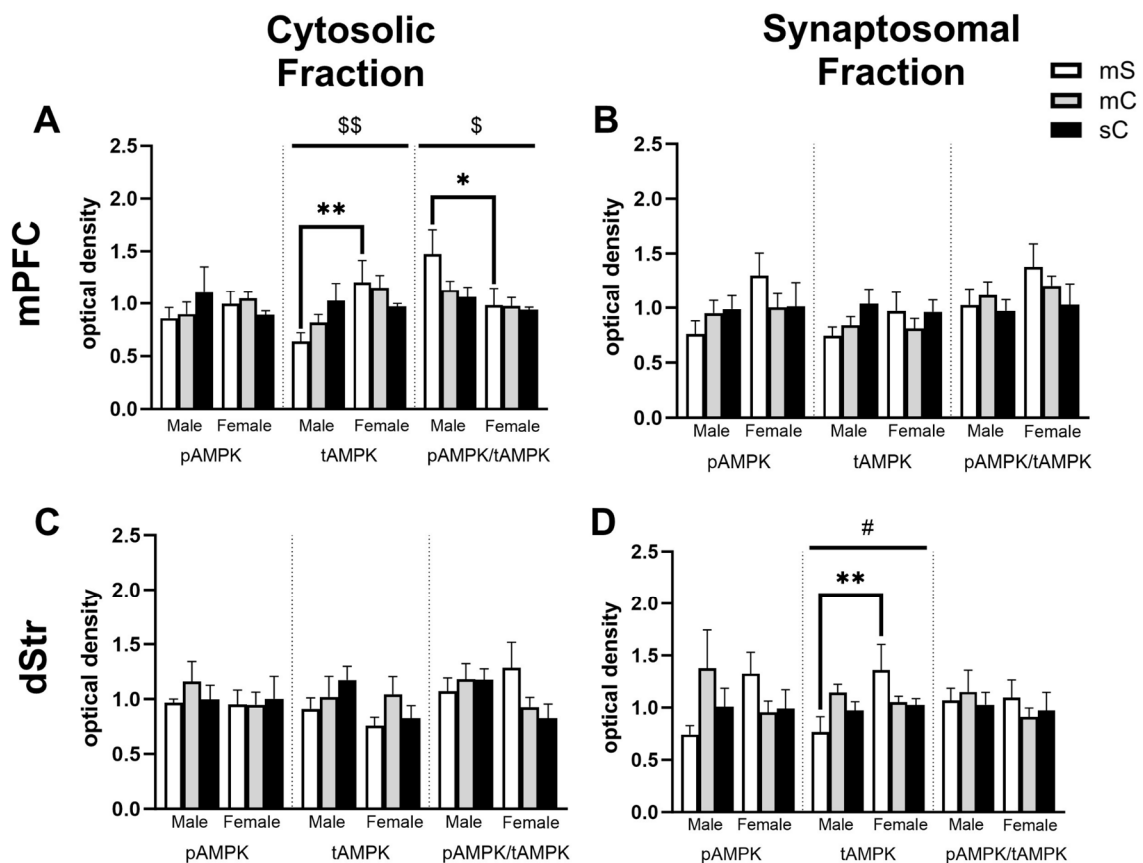 Cytosolic
Fraction
Synaptosomal
Fraction
mS
mC
sC
mPFC
A
optical density
2.5
2.0
1.5
1.0
0.5
0.0
$$
$
**
*
Male Female Male Female Male Female
pAMPK tAMPK pAMPK/tAMPK
B
optical density
2.5
2.0
1.5
1.0
0.5
0.0
Male Female Male Female Male Female
pAMPK tAMPK pAMPK/tAMPK
dStr
C
optical density
2.5
2.0
1.5
1.0
0.5
0.0
Male Female Male Female Male Female
pAMPK tAMPK pAMPK/tAMPK
D
optical density
2.5
2.0
1.5
1.0
0.5
0.0
#
**
Male Female Male Female Male Female
pAMPK tAMPK pAMPK/tAMPK